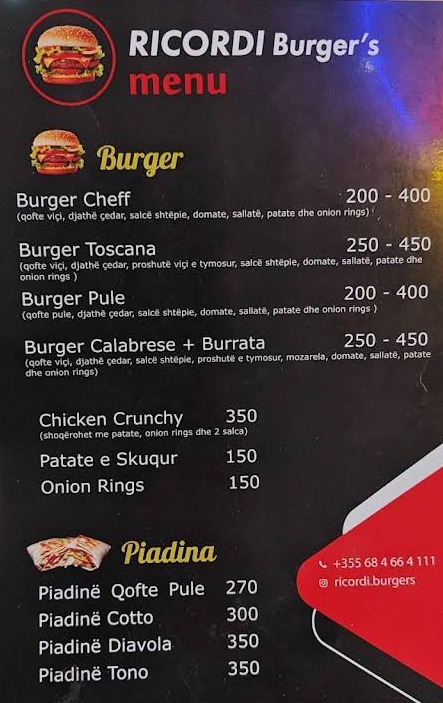 RICORDI Burger's
menu
Burger
Burger Cheff 200 - 400
(qofte viçi, djathë çedar, salcë shtëpie, domate, sallatë, patate dhe onion rings)
Burger Toscana 250 - 450
(qofte viçi, djathë çedar, proshutë viçi e tymosur, salcë shtëpie, domate, sallatë, patate dhe
onion rings )
Burger Pule 200 - 400
(qofte pule, djathë çedar, salcë shtëpie, domate, sallatë, patate dhe onion rings )
Burger Calabrese + Burrata 250 - 450
(qofte viçi, djathë çedar, salcë shtëpie, proshutë e tymosur, mozarela, domate, sallatë, patate
dhe onion rings)
Chicken Crunchy 350
(shoqërohet me patate, onion rings dhe 2 salca)
Patate e Skuqur 150
Onion Rings 150
Piadina
Piadinë Qofte Pule 270
Piadinë Cotto 300
Piadinë Diavola 350
Piadinë Tono 350
+355 68 4 66 4 111
ricordi.burgers